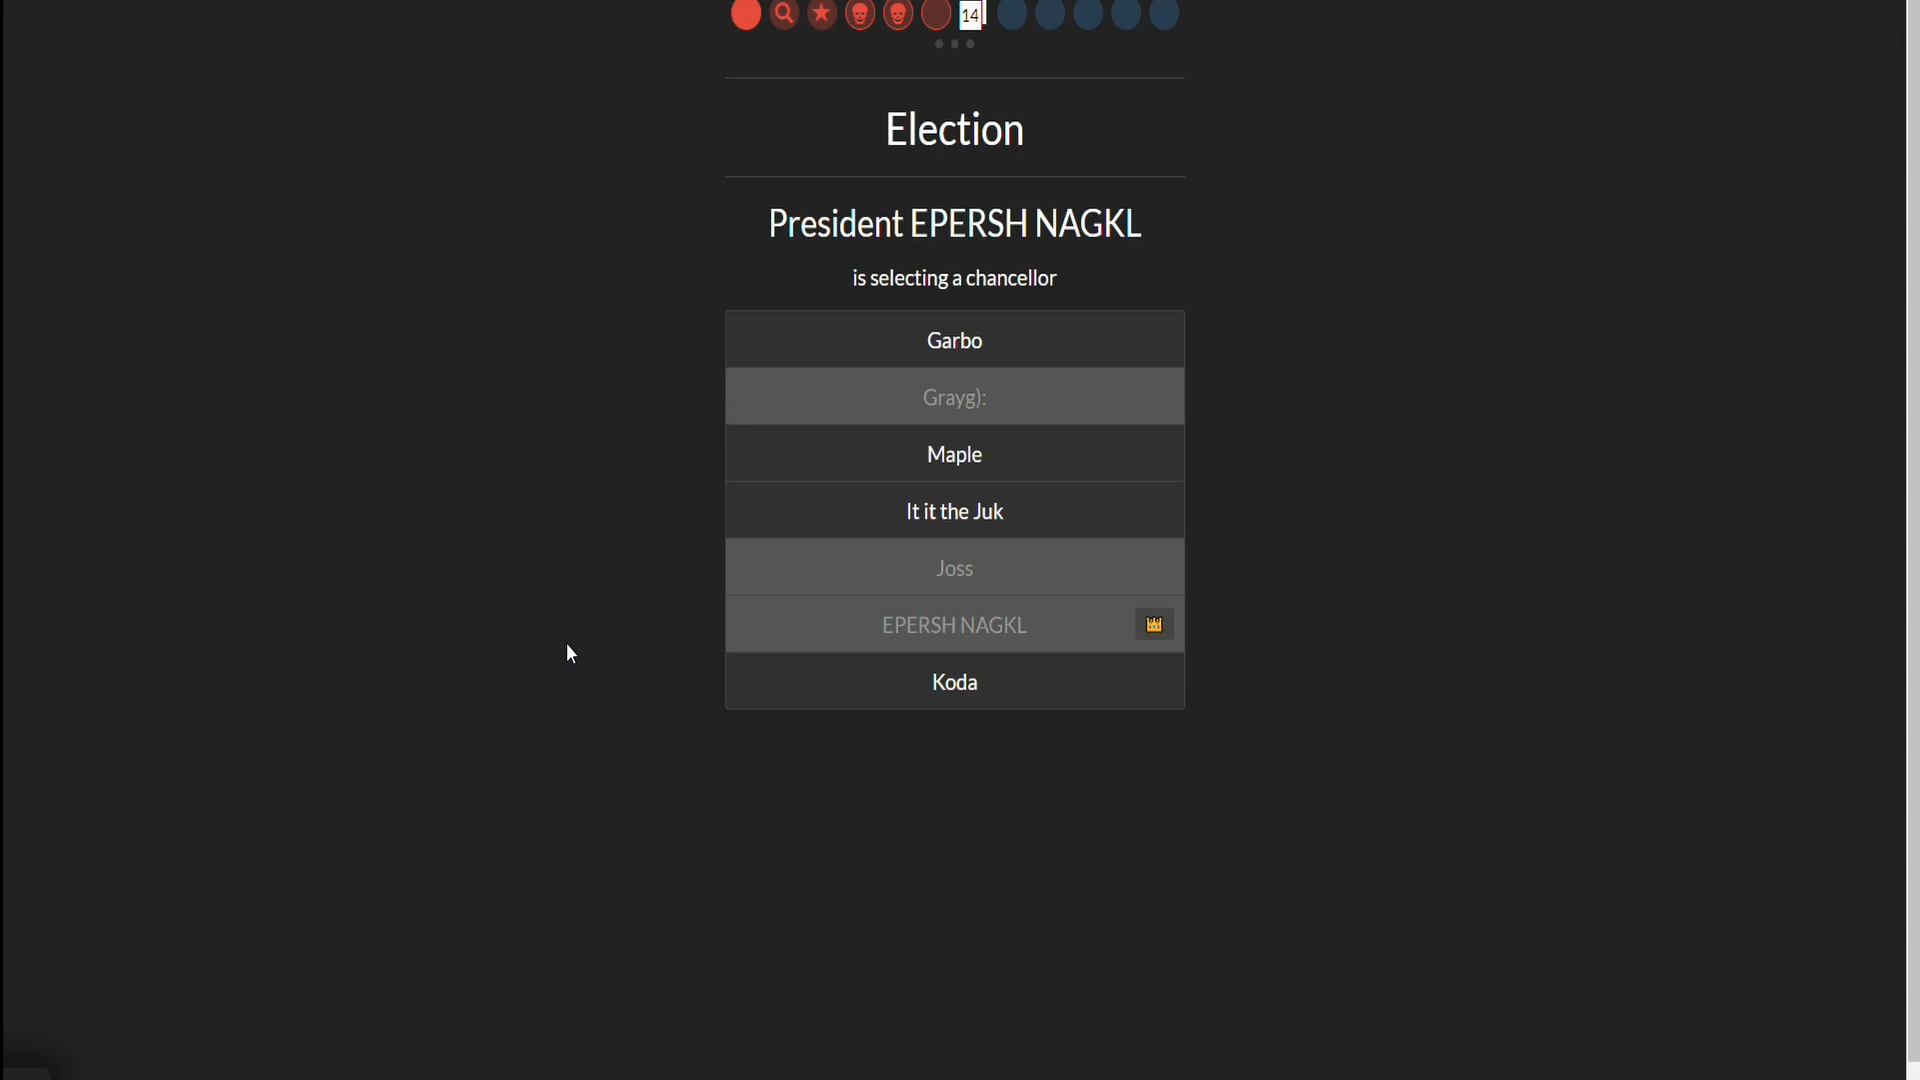 14
Election
President EPERSH NAGKL
is selecting a chancellor
Garbo
Grayg):
Maple
It it the Juk
Joss
EPERSH NAGKL
Koda